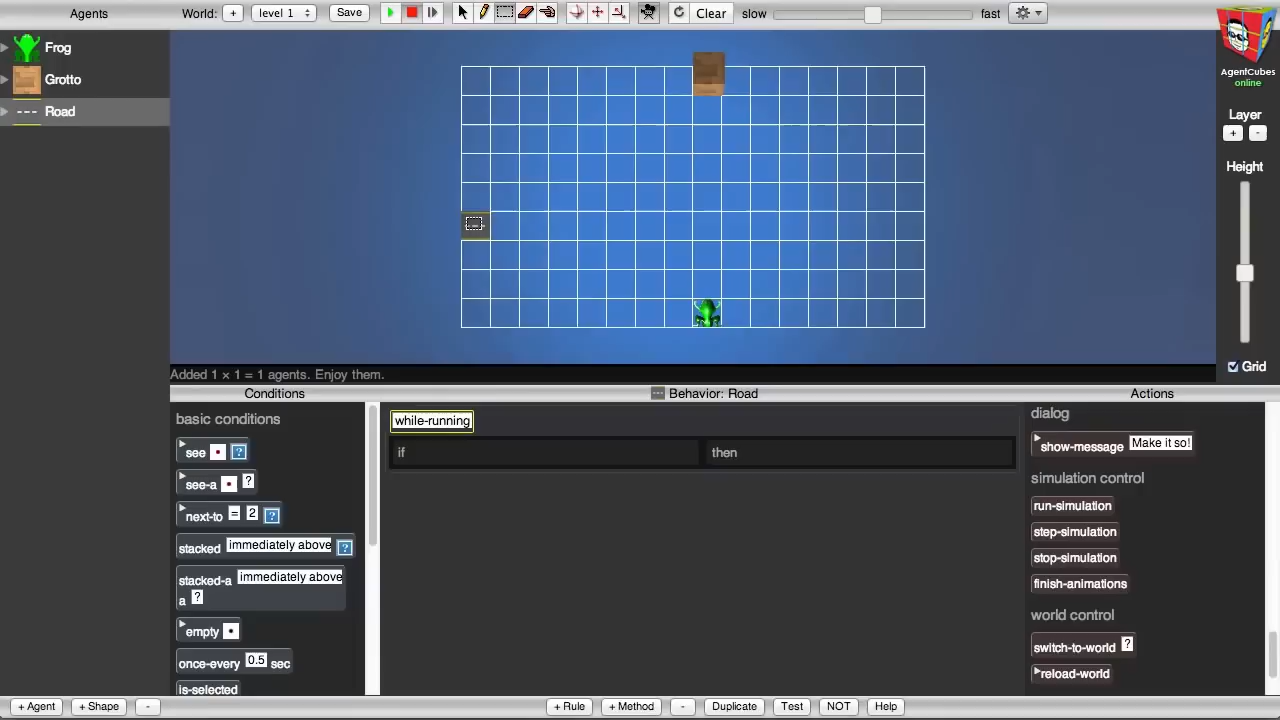 Agents
World: + level 1 Save Clear slow fast
Frog
Grotto
Road
AgentCubes
online
Layer
+ -
Height
Grid
Added 1 × 1 = 1 agents. Enjoy them.
Conditions
Behavior: Road
Actions
basic conditions
see ?
see-a ?
next-to = 2 ?
stacked immediately above ?
stacked-a immediately above
a ?
empty
once-every 0.5 sec
is-selected
while-running
if then
dialog
show-message Make it so!
simulation control
run-simulation
step-simulation
stop-simulation
finish-animations
world control
switch-to-world ?
reload-world
+ Agent + Shape - + Rule + Method - Duplicate Test NOT Help